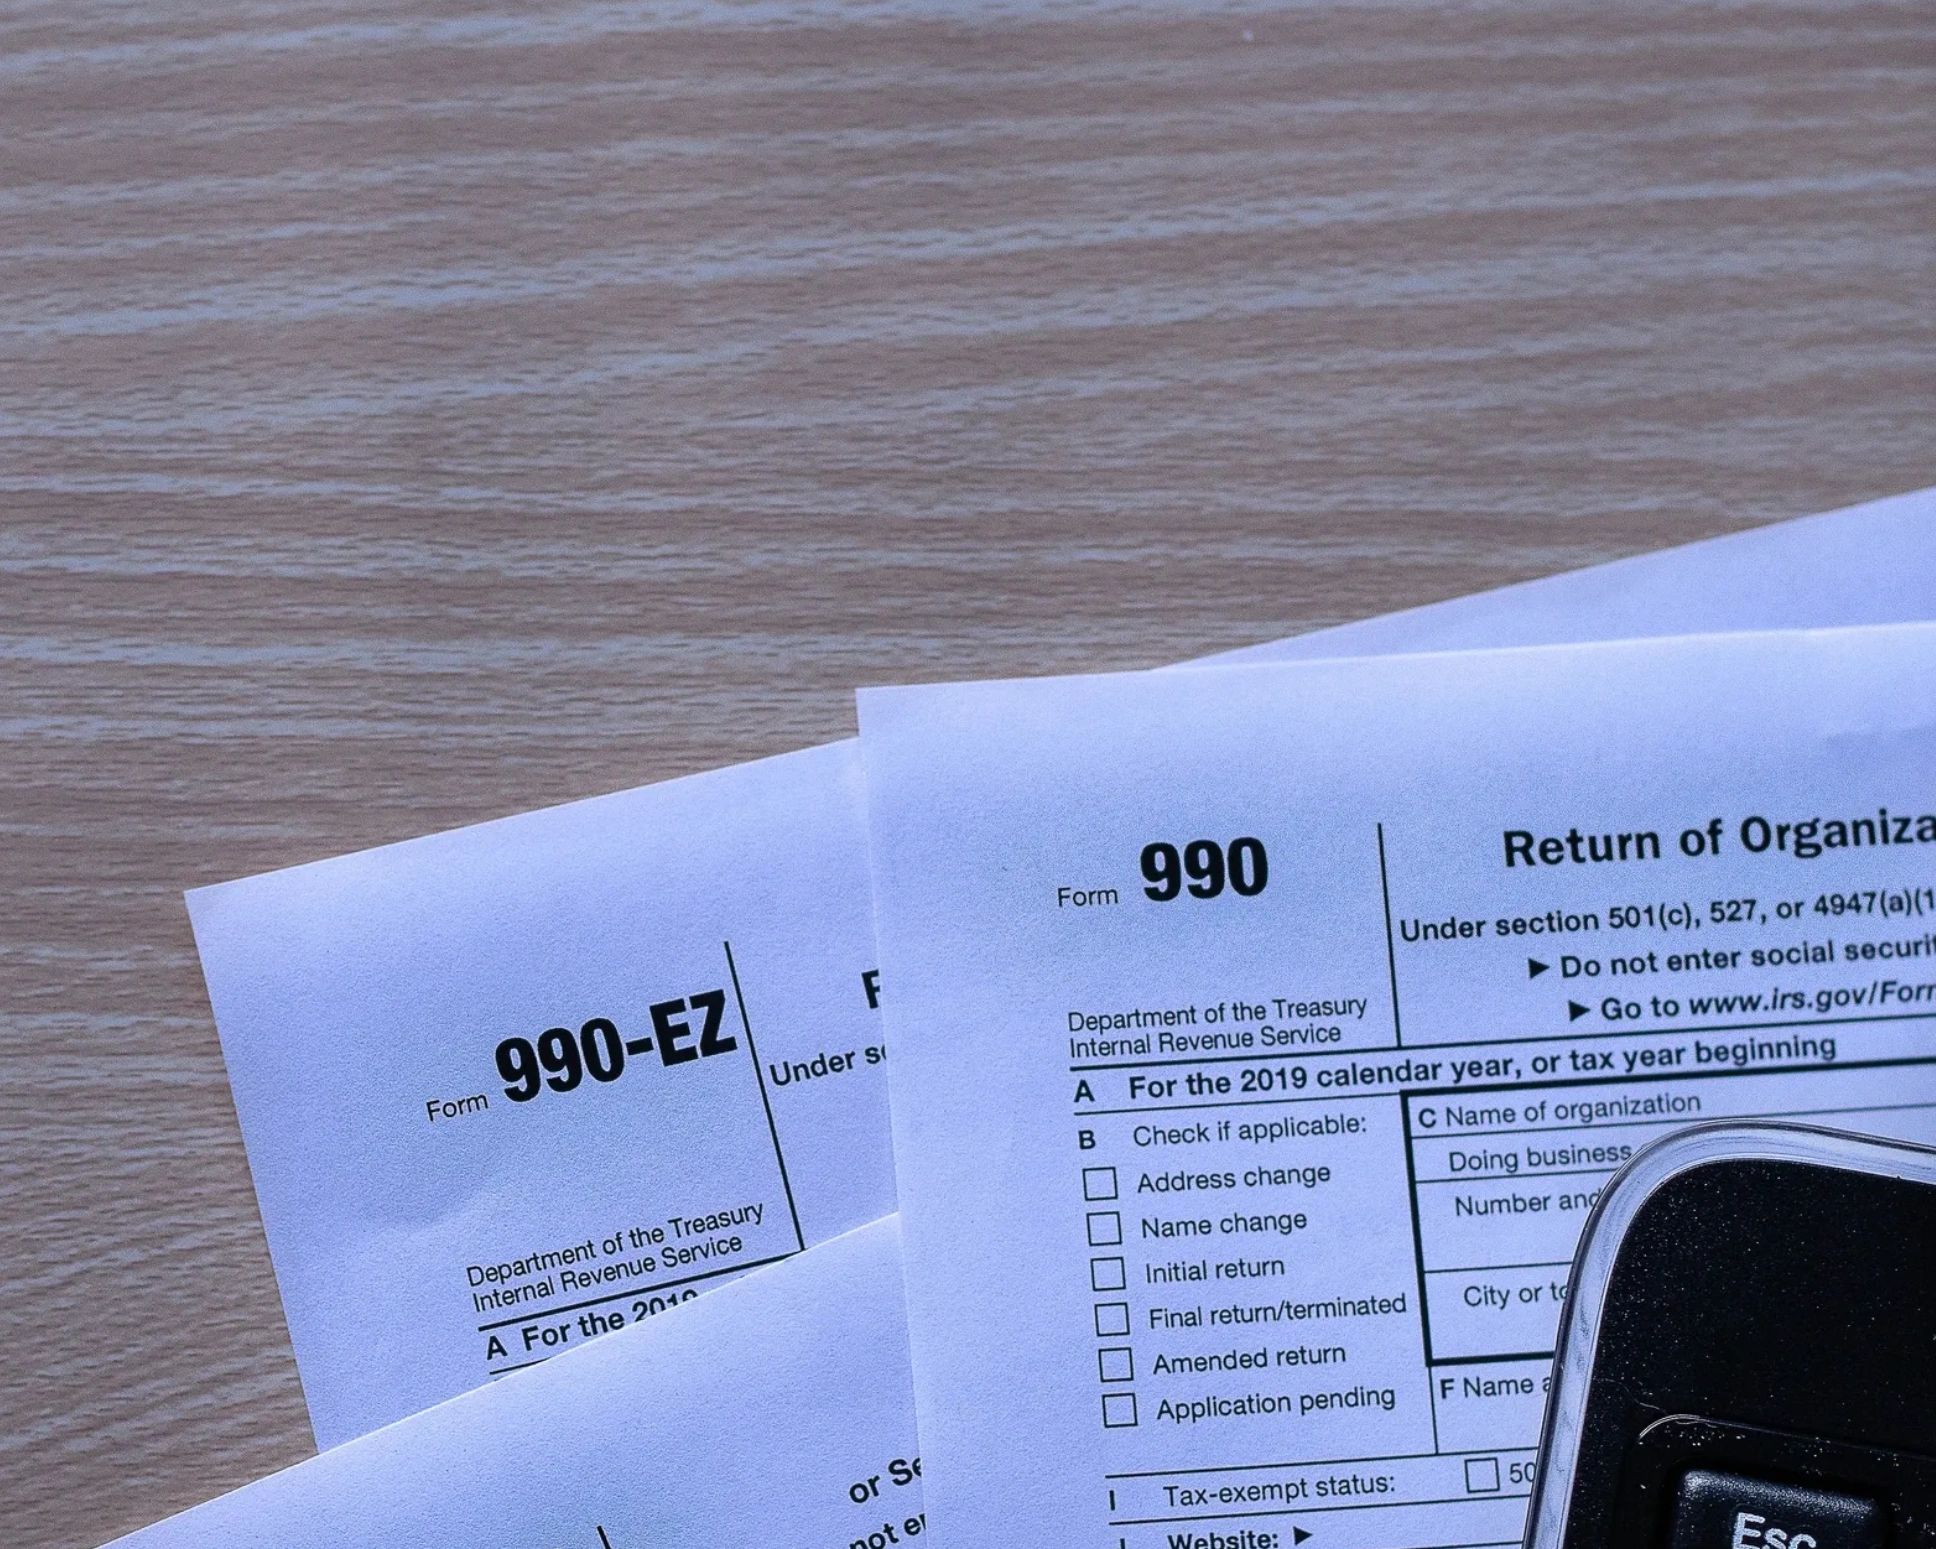 Form 990-EZ
Under
Department of the Treasury
Internal Revenue Service
A For the 2019
or
not
Form 990
Return of
Under section 501(c), 527, or 4947(a)(1
► Do not enter social
► Go to www.irs.gov/
Department of the Treasury
Internal Revenue Service
A For the 2019 calendar year, or tax year beginning
B Check if applicable:
Address change
Name change
Initial return
Final return/terminated
Amended return
Application pending
C Name of organization
Doing business
Number and
City or
F Name
I Tax-exempt status:
Website: ►
Esc